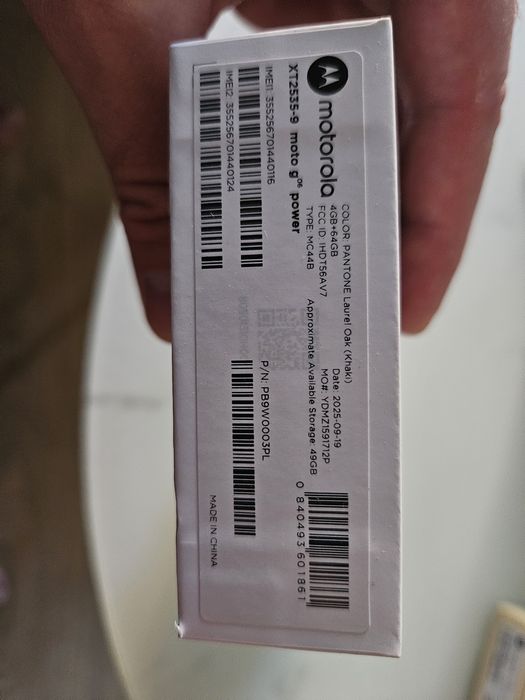 motorola
XT2535-9 moto g⁰⁶ power
IMEI1: 355256701440116
IMEI2: 355256701440124
COLOR: PANTONE Laurel Oak (Khaki)
4GB+64GB
FCC ID: IHDT56AV7
TYPE: MC44B
Date: 2025-09-19
MO#: YDMZ1591712P
Approximate Available Storage: 49GB
P/N: PB9W0003PL
0 840493 601861
MADE IN CHINA